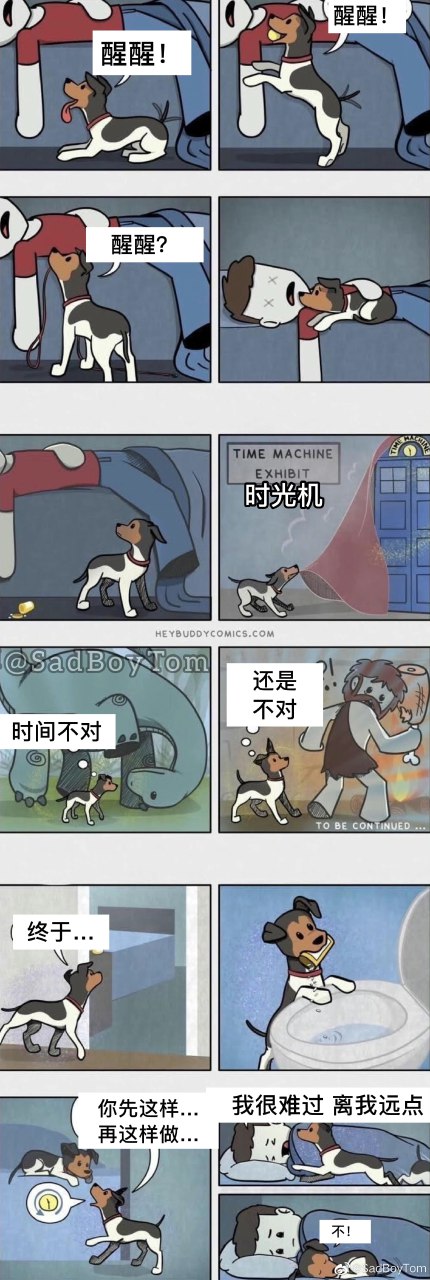 醒醒!
醒醒!
醒醒?
TIME MACHINE
EXHIBIT
时光机
TIME MACHINE
HEYBUDDYCOMICS.COM
@SadBoyTom
时间不对
还是
不对
?!
TO BE CONTINUED ...
终于...
你先这样...
再这样做...
我很难过 离我远点
不!
@SadBoyTom